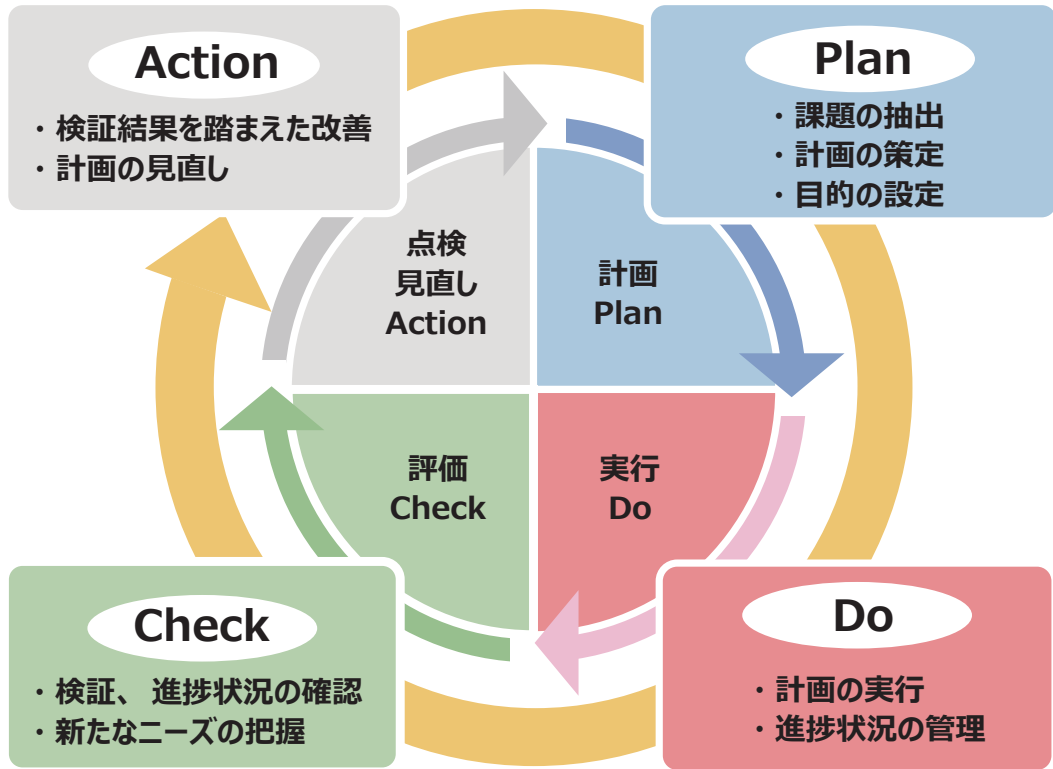 Action
・検証結果を踏まえた改善
・計画の見直し
Plan
・課題の抽出
・計画の策定
・目的の設定
点検
見直し
Action
計画
Plan
評価
Check
実行
Do
Check
・検証、 進捗状況の確認
・新たなニーズの把握
Do
・計画の実行
・進捗状況の管理